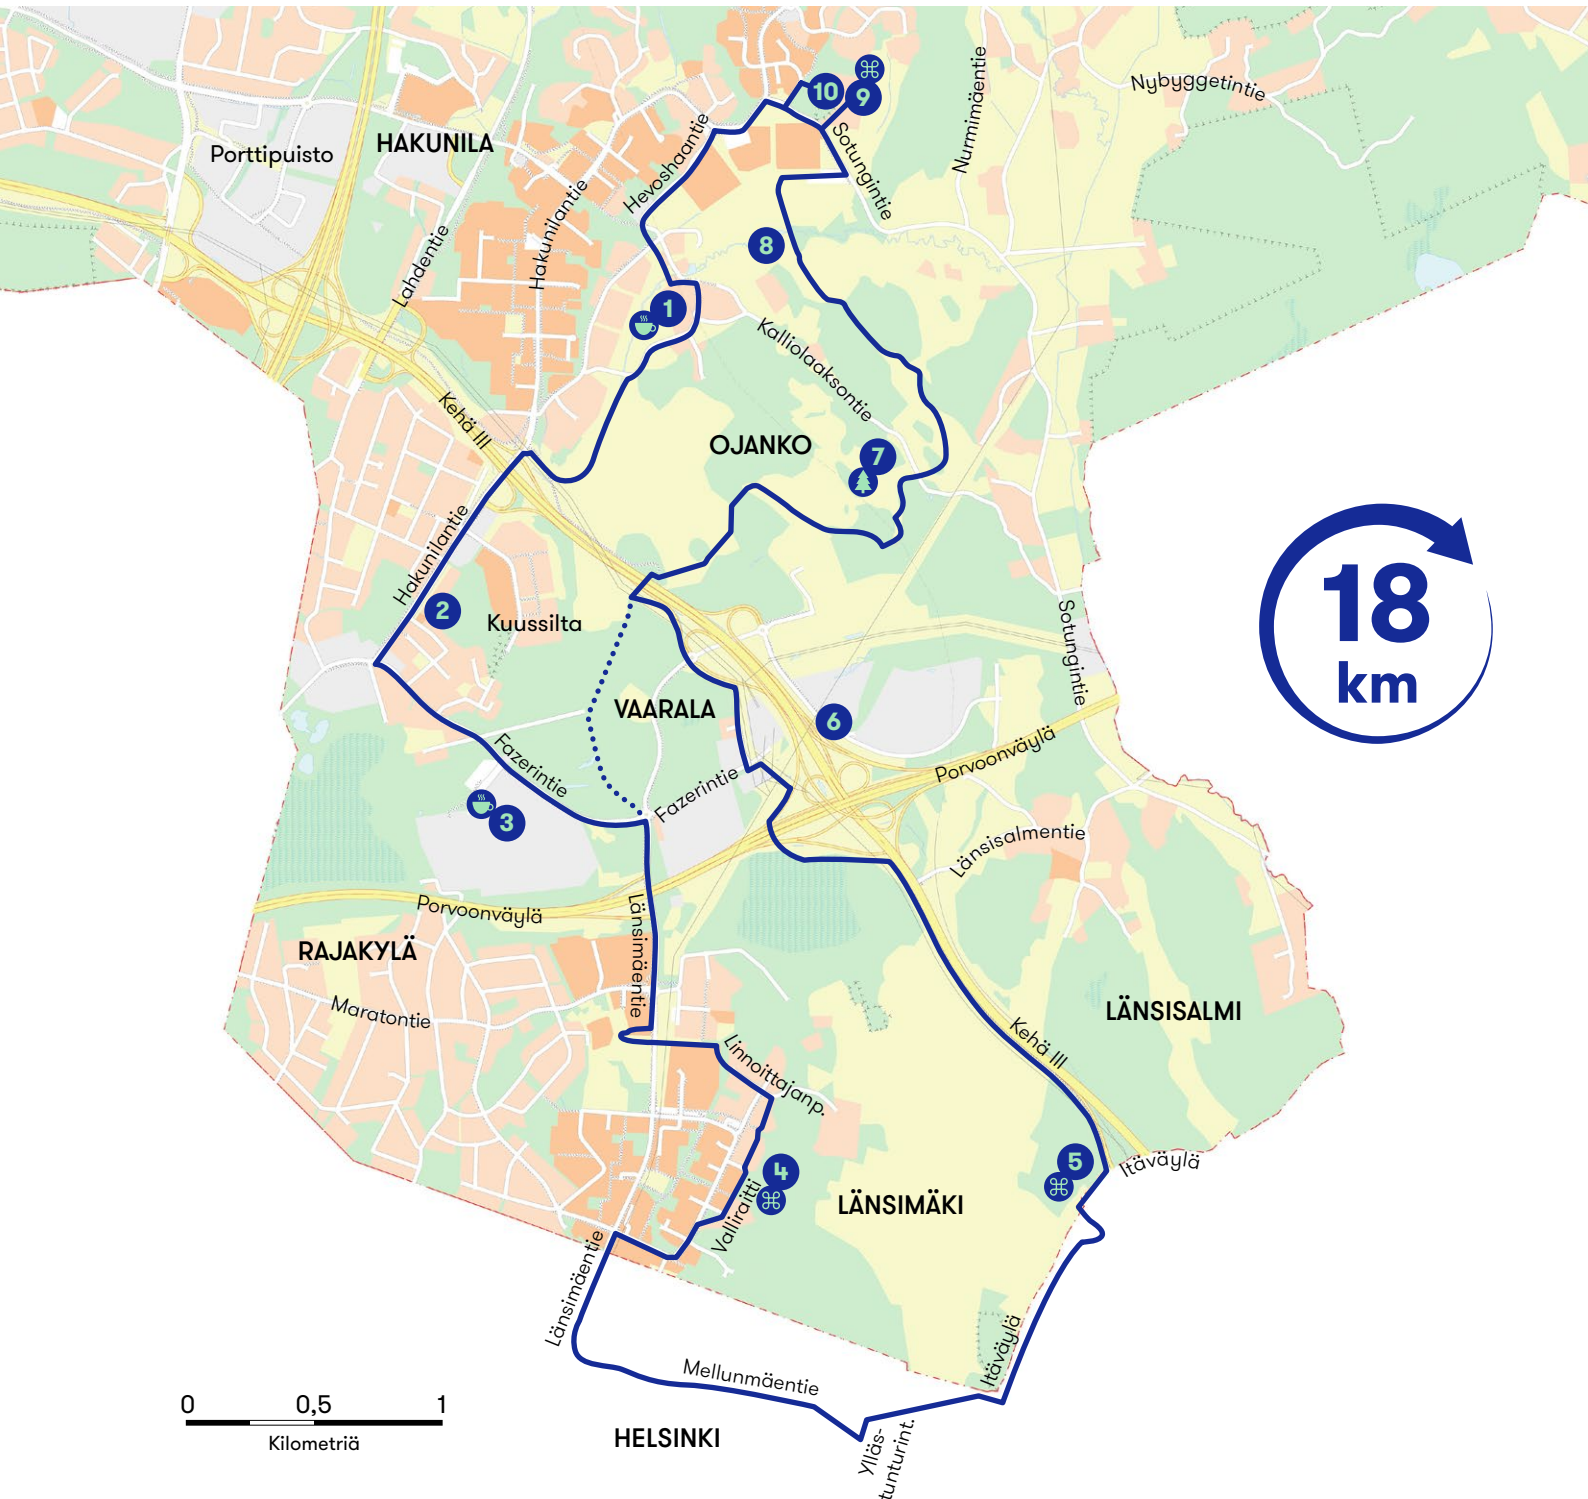 10
9
Nurmimäentie
Nybyggetintie
HAKUNILA
Porttipuisto
Hevoshaantie
Sotungintie
Hakunilantie
Lahdentie
8
1
Kalliolaaksontie
Kehä III
OJANKO
7
Hakunilantie
2
Kuussilta
18
km
Sotungintie
VAARALA
6
Fazerintie
Fazerintie
Porvoonväylä
3
Länsisalmentie
Porvoonväylä
Länsimäentie
RAJAKYLÄ
Maratontie
LÄNSISALMI
Kehä III
Linnoittajanp.
4
5
Itäväylä
Valliraitti
LÄNSIMÄKI
Länsimäentie
Itäväylä
Mellunmäentie
0 0,5 1
Kilometriä
HELSINKI
Ylläs-
tunturint.